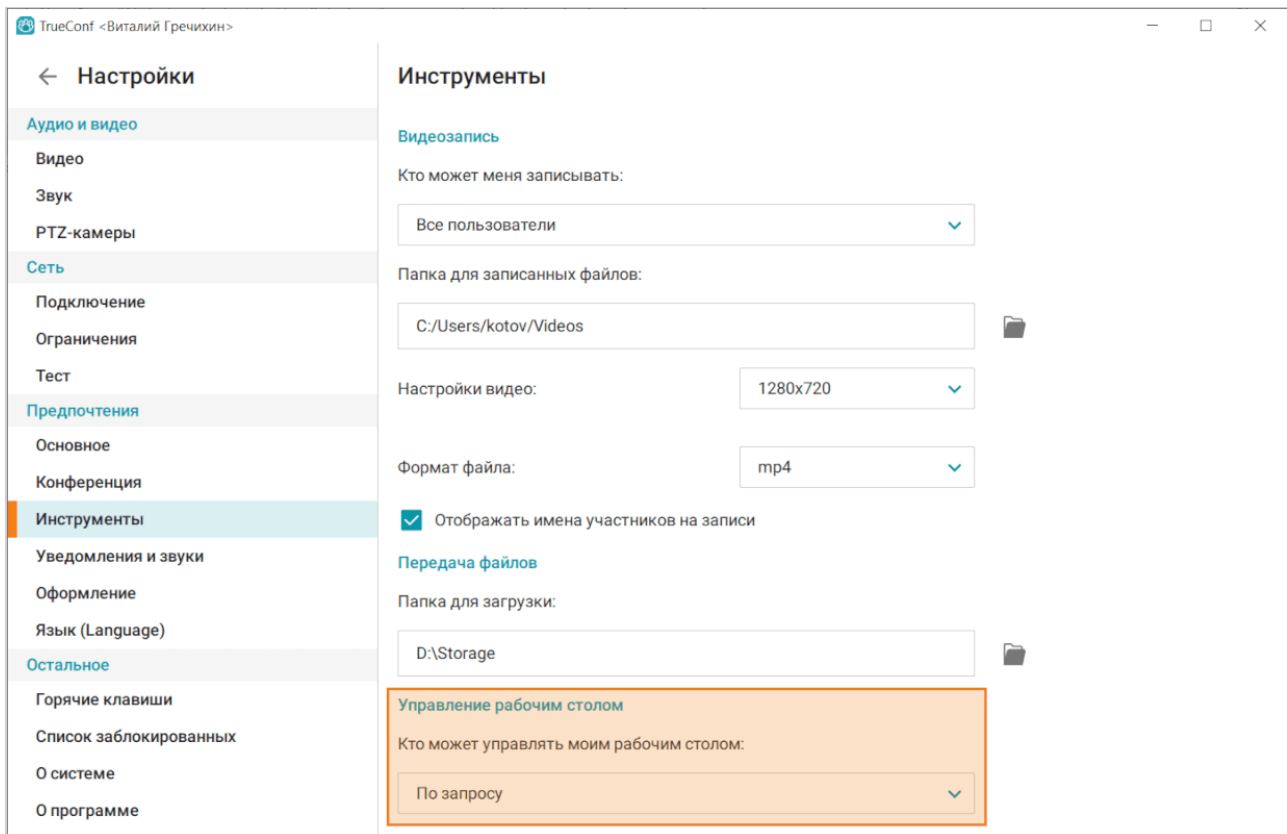 TrueConf <Виталий Гречихин>
Настройки
Аудио и видео
Видео
Звук
PTZ-камеры
Сеть
Подключение
Ограничения
Тест
Предпочтения
Основное
Конференция
Инструменты
Уведомления и звуки
Оформление
Язык (Language)
Остальное
Горячие клавиши
Список заблокированных
О системе
О программе
Инструменты
Видеозапись
Кто может меня записывать:
Все пользователи
Папка для записанных файлов:
C:/Users/kotov/Videos
Настройки видео:
1280x720
Формат файла:
mp4
Отображать имена участников на записи
Передача файлов
Папка для загрузки:
D:\Storage
Управление рабочим столом
Кто может управлять моим рабочим столом:
По запросу